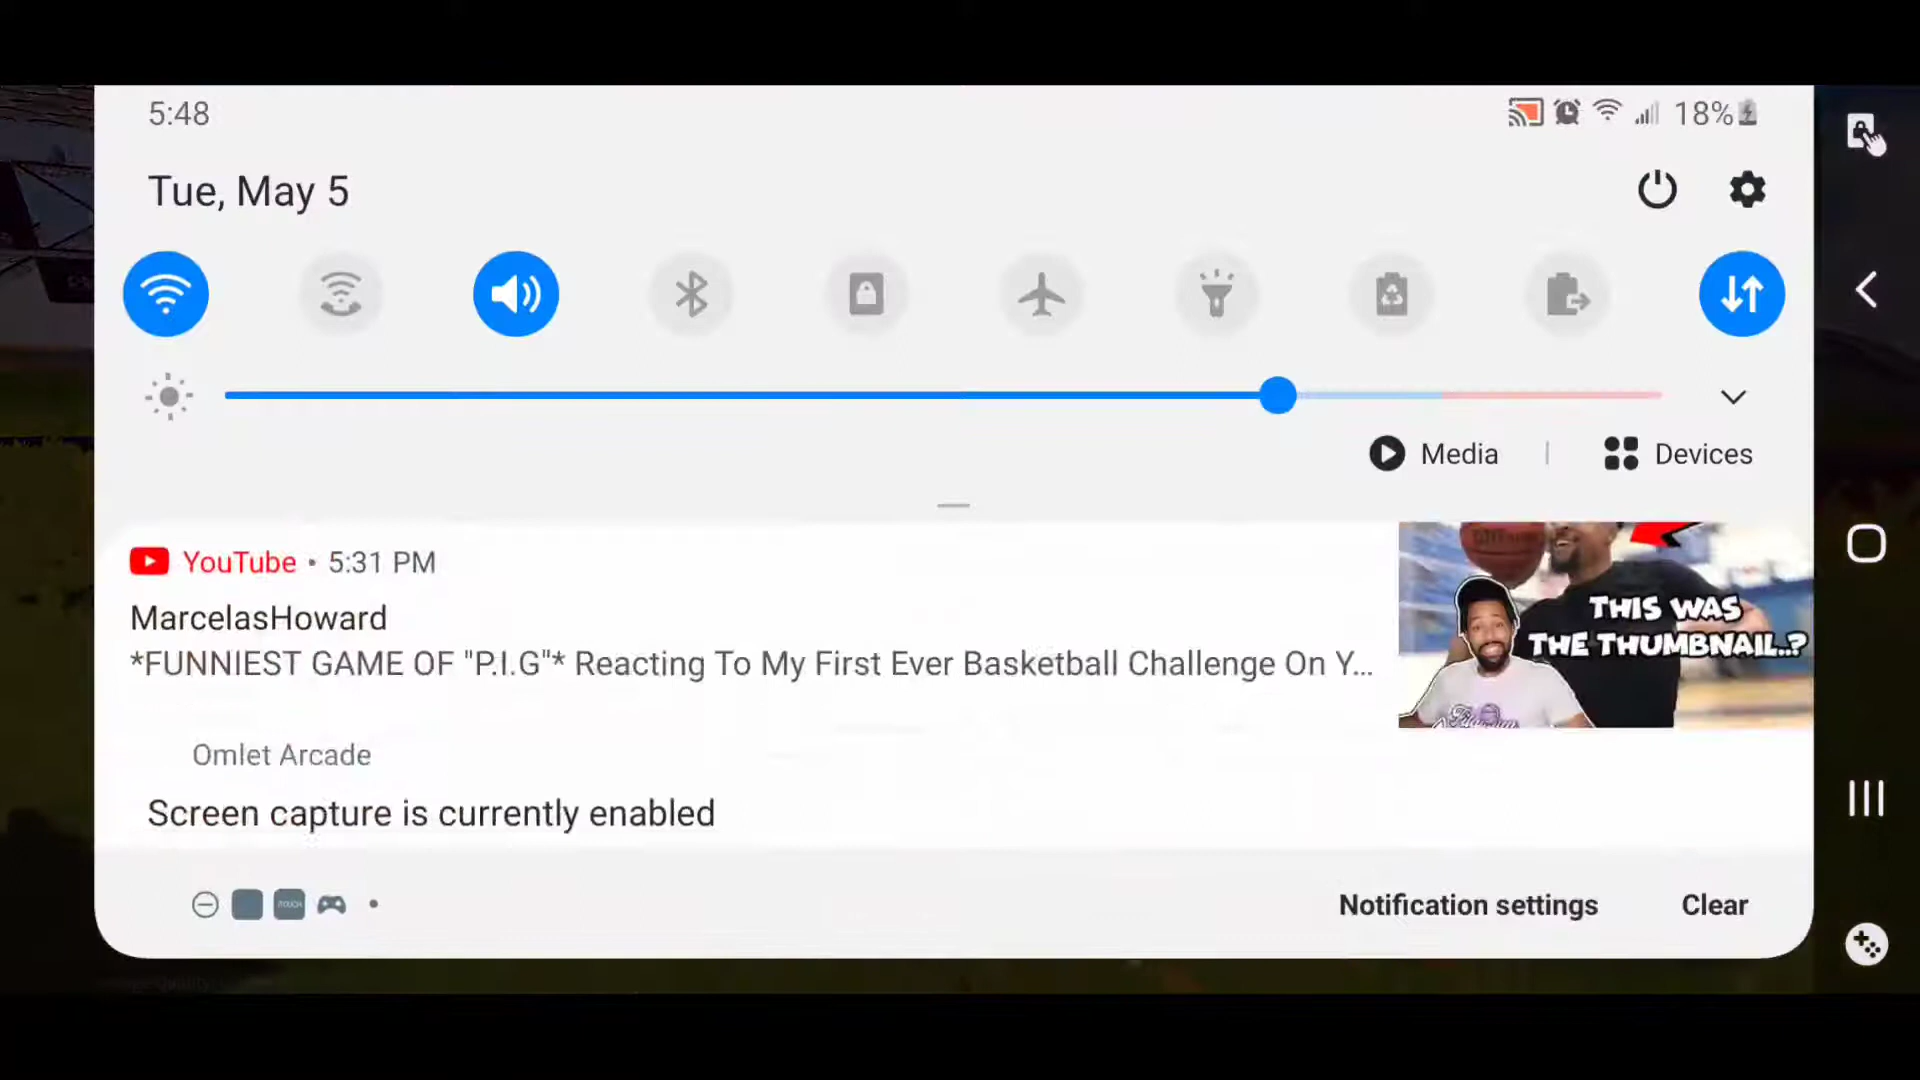 5:48
18%
Tue, May 5
Media
Devices
YouTube • 5:31 PM
MarcelasHoward
*FUNNIEST GAME OF "P.I.G"* Reacting To My First Ever Basketball Challenge On Y...
THIS WAS
THE THUMBNAIL..?
Omlet Arcade
Screen capture is currently enabled
Notification settings
Clear